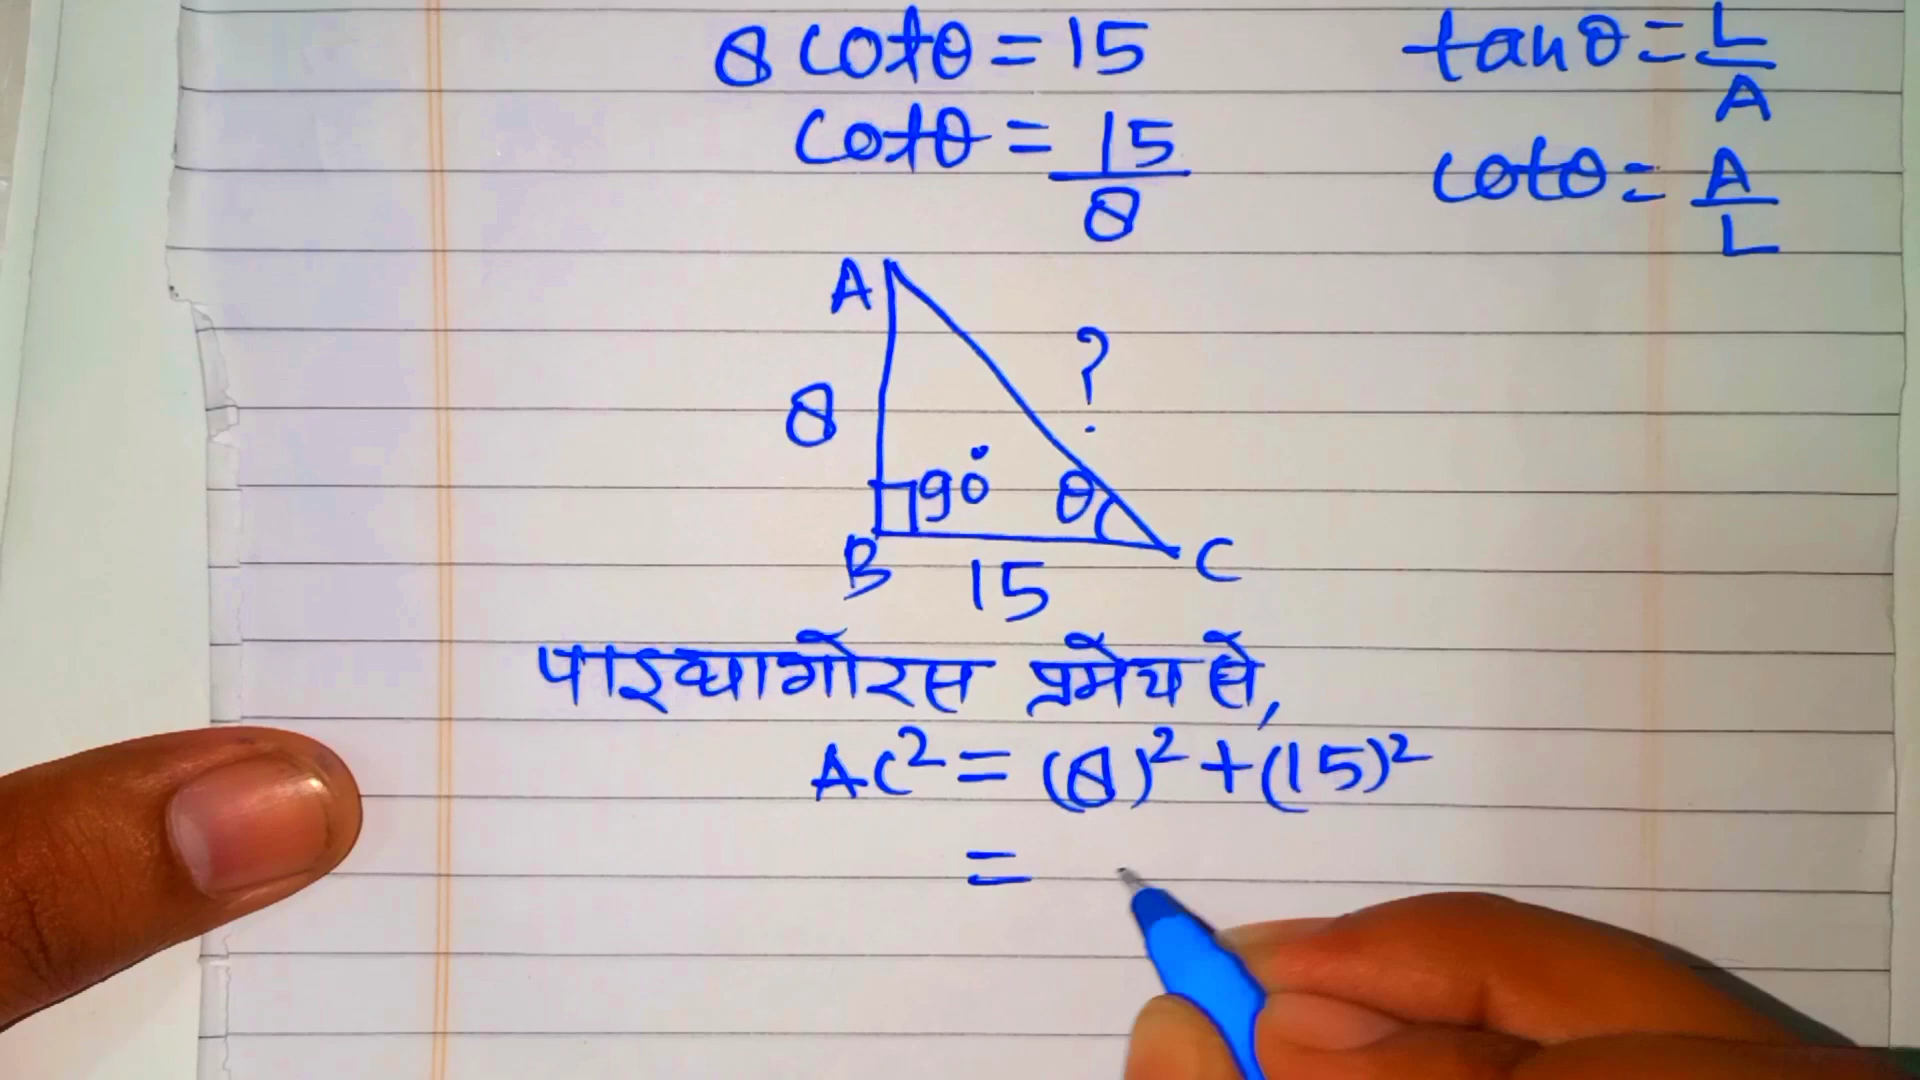 8 cotθ = 15
cotθ = 15/8
tanθ = L/A
cotθ = A/L
A
?
8
90°
θ
B
15
C
पाइथागोरस प्रमेय से,
AC² = (8)² + (15)²
=